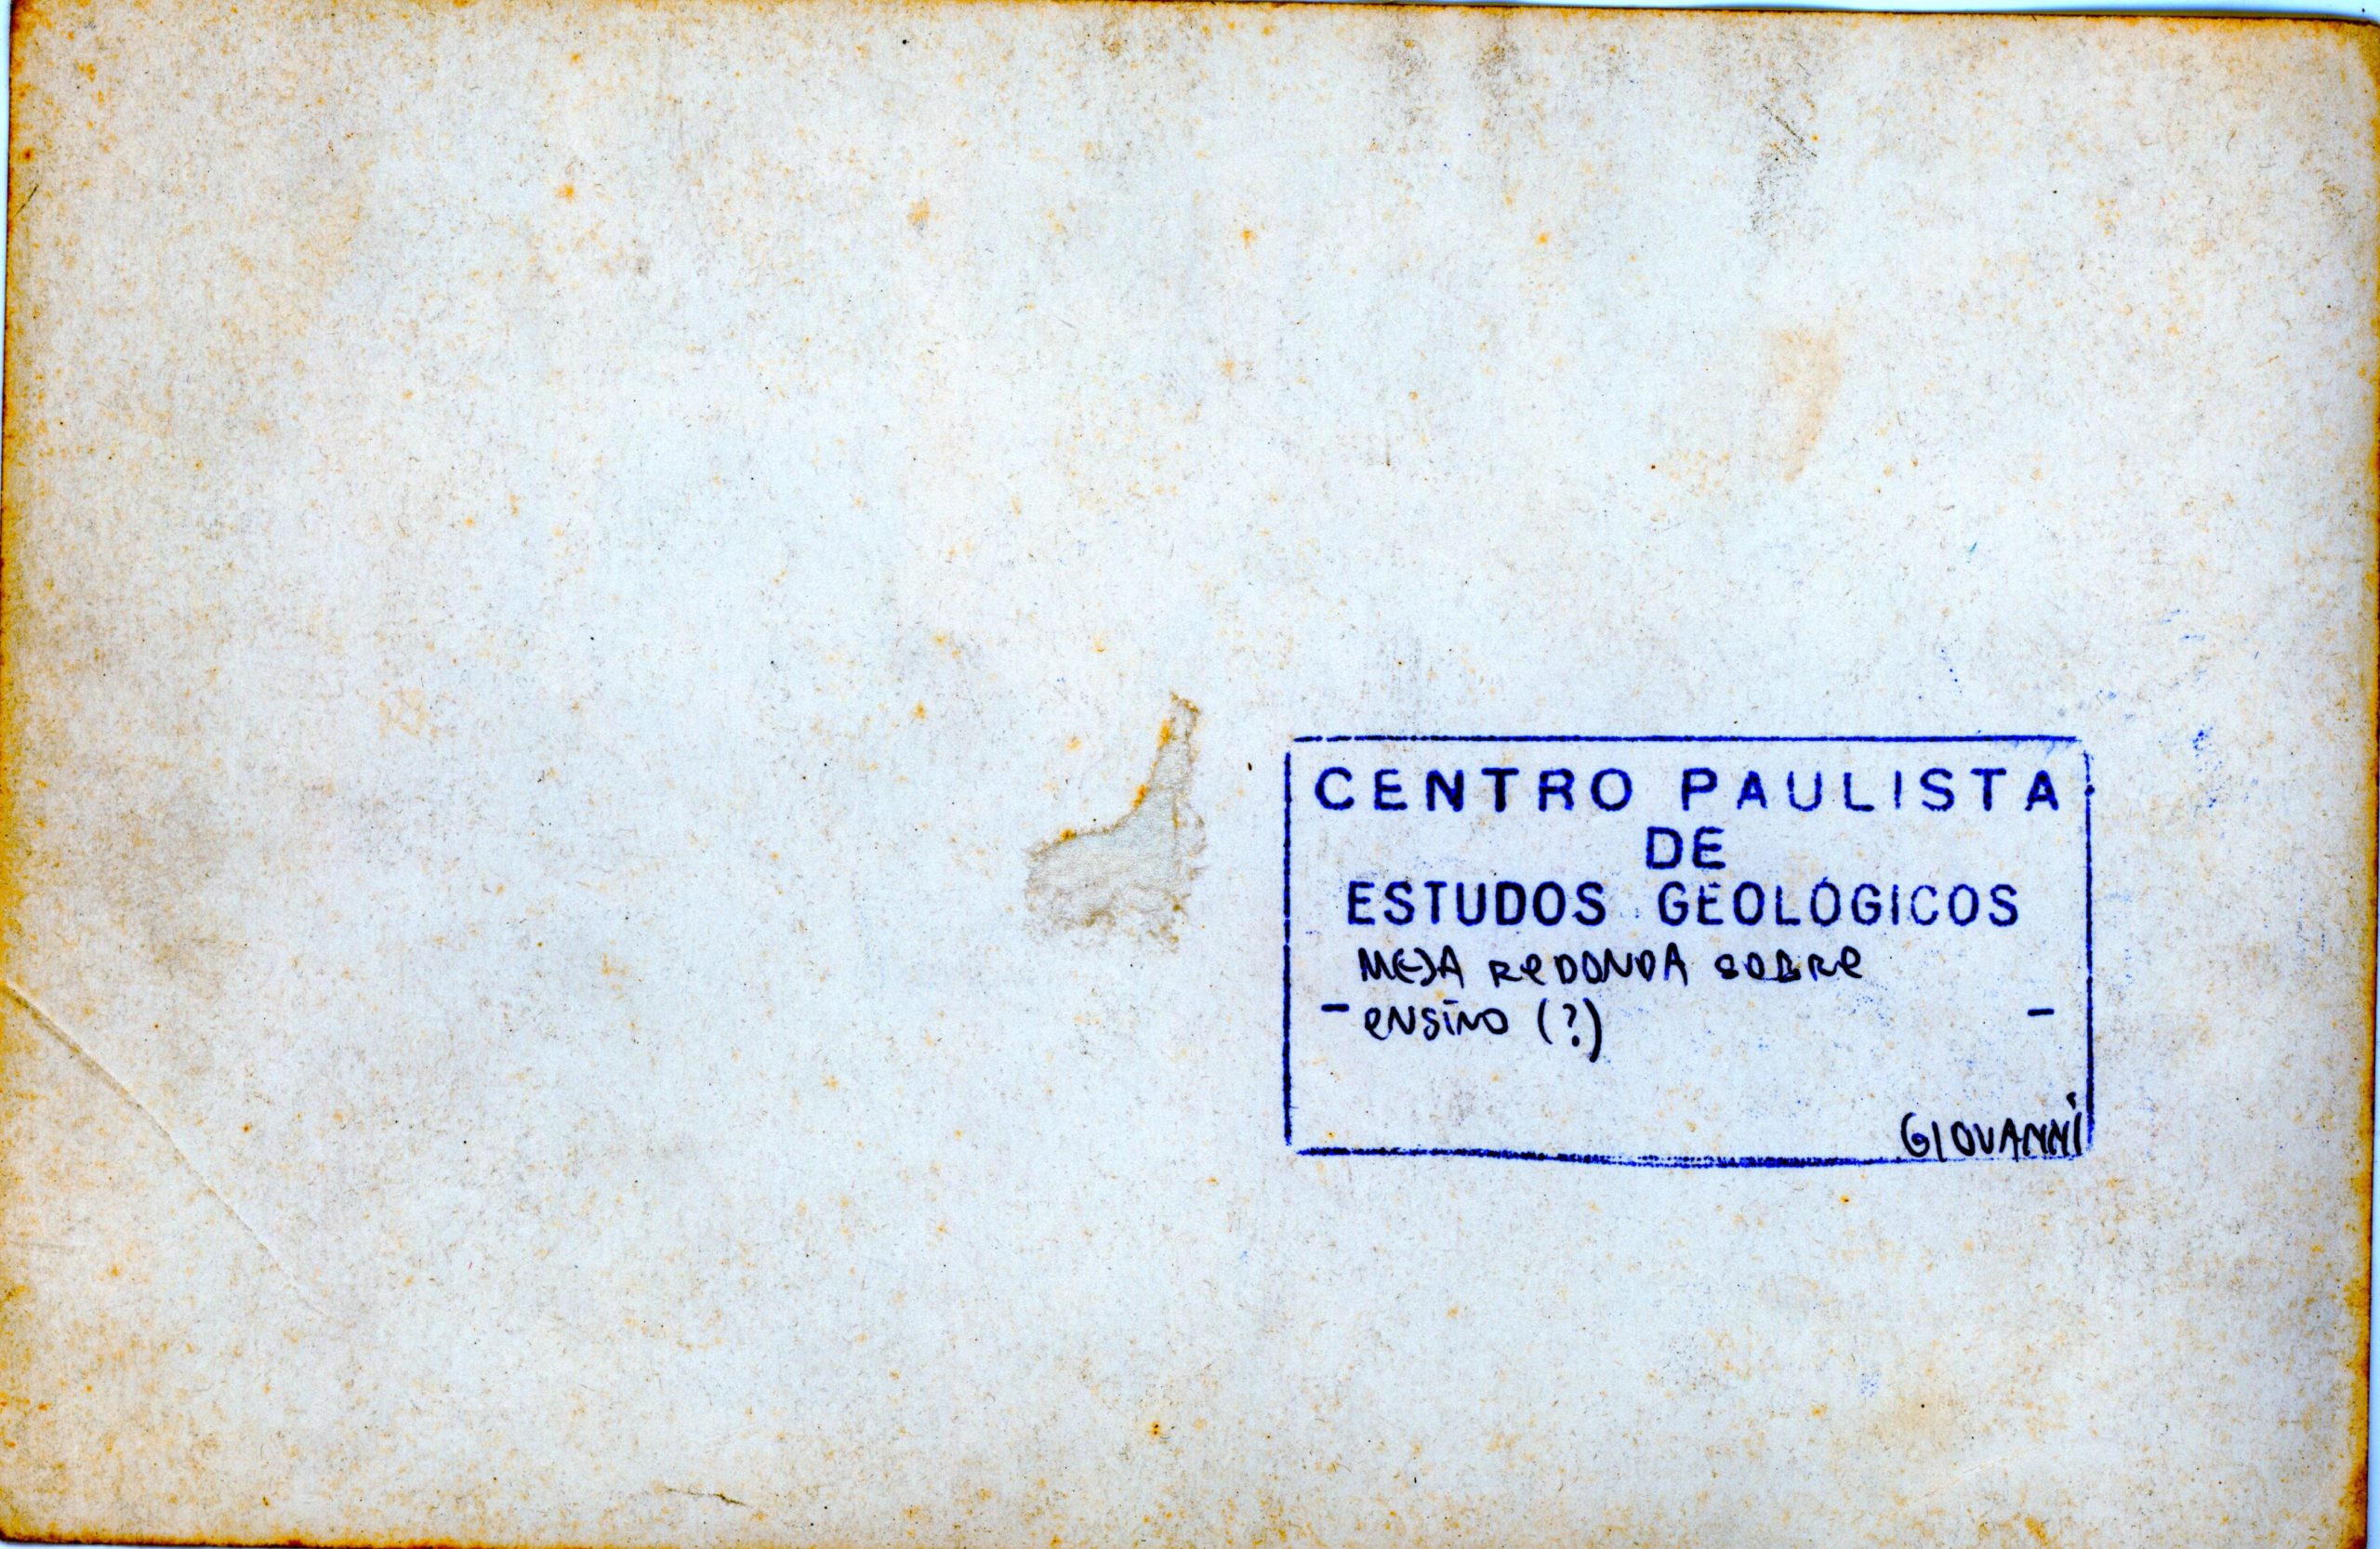 CENTRO PAULISTA
DE
ESTUDOS GEOLÓGICOS
MESA REDONDA SOBRE
- ENSINO (?) -
GIOVANNI